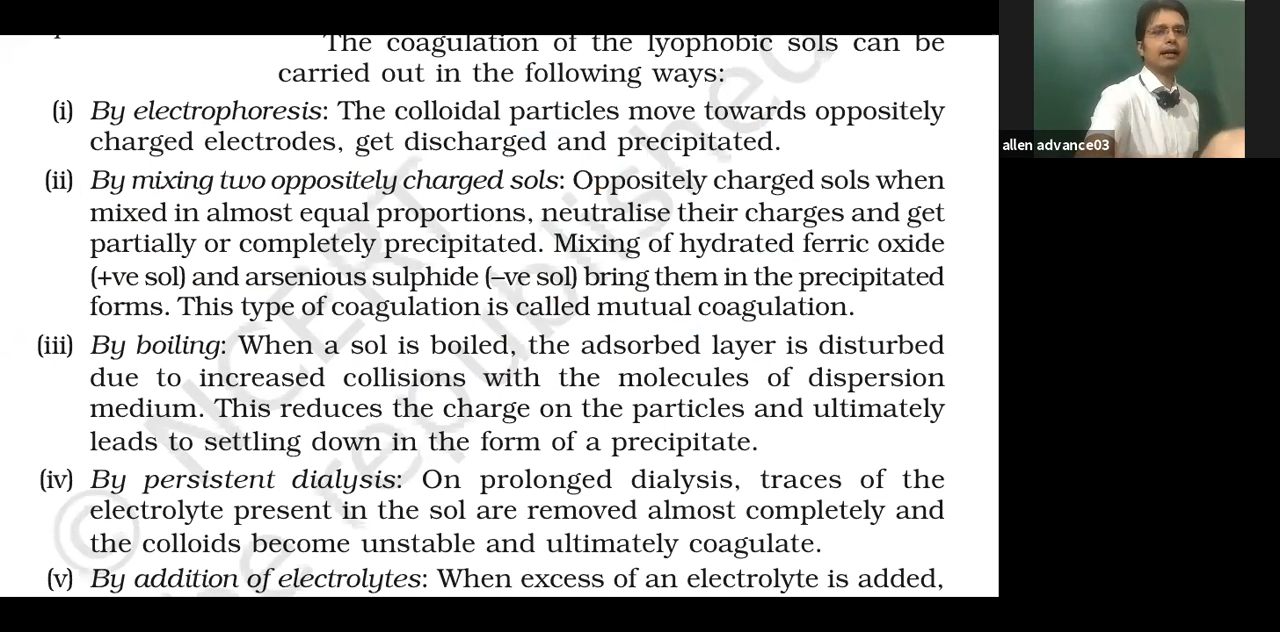 The coagulation of the lyophobic sols can be
carried out in the following ways:
(i) By electrophoresis: The colloidal particles move towards oppositely
charged electrodes, get discharged and precipitated.
(ii) By mixing two oppositely charged sols: Oppositely charged sols when
mixed in almost equal proportions, neutralise their charges and get
partially or completely precipitated. Mixing of hydrated ferric oxide
(+ve sol) and arsenious sulphide (–ve sol) bring them in the precipitated
forms. This type of coagulation is called mutual coagulation.
(iii) By boiling: When a sol is boiled, the adsorbed layer is disturbed
due to increased collisions with the molecules of dispersion
medium. This reduces the charge on the particles and ultimately
leads to settling down in the form of a precipitate.
(iv) By persistent dialysis: On prolonged dialysis, traces of the
electrolyte present in the sol are removed almost completely and
the colloids become unstable and ultimately coagulate.
(v) By addition of electrolytes: When excess of an electrolyte is added,
© NCERT
be republished
allen advance03